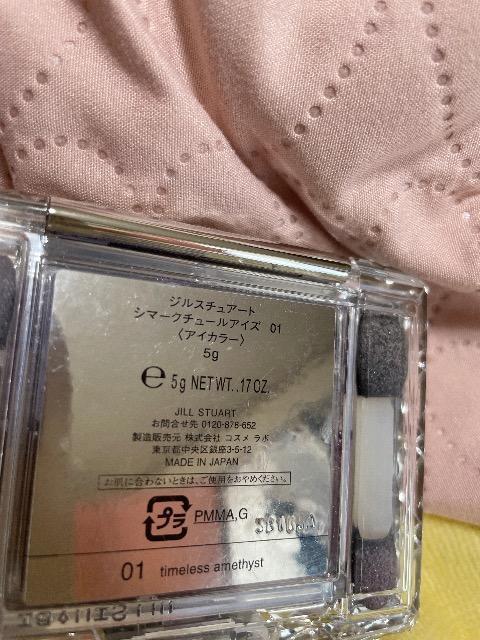 ジルスチュアート
シマークチュールアイズ 01
〈アイカラー〉
5g
℮ 5g NET WT. .17 OZ.
JILL STUART
お問合せ先 0120-878-652
製造販売元 株式会社 コスメ ラボ
東京都中央区銀座3-5-12
MADE IN JAPAN
お肌に合わないときは、ご使用をおやめください。
プラ PMMA,G
01 timeless amethyst